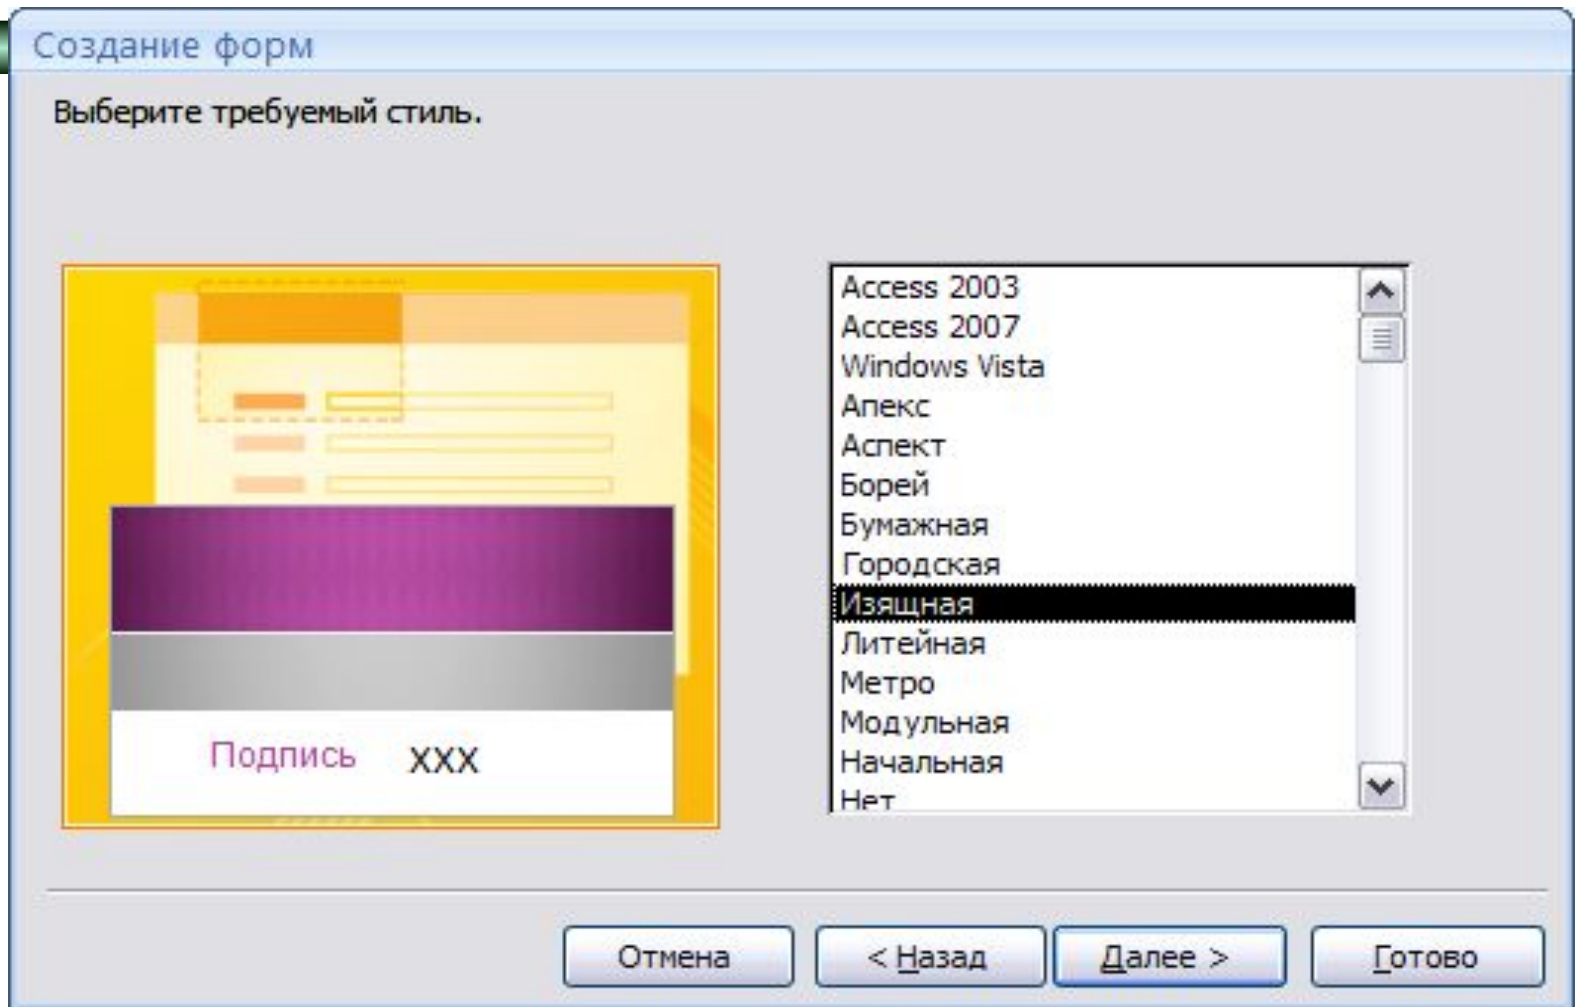 Создание форм
Выберите требуемый стиль.
Access 2003
Access 2007
Windows Vista
Апекс
Аспект
Борей
Бумажная
Городская
Изящная
Литейная
Метро
Модульная
Начальная
Нет
Подпись XXX
Отмена
< Назад
Далее >
Готово